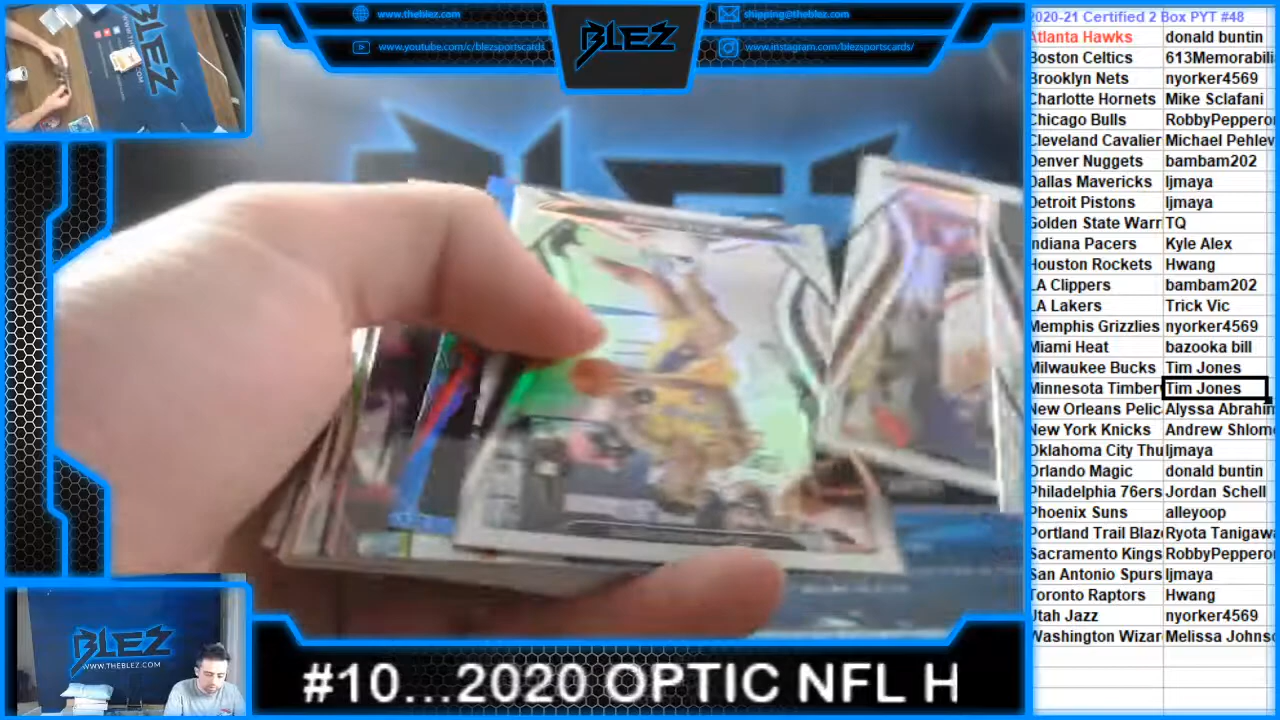 www.theblez.com
shipping@theblez.com
www.youtube.com/c/blezsportscards
BLEZ
www.instagram.com/blezsportscards/
2020-21 Certified 2 Box PYT #48
Atlanta Hawks donald buntin
Boston Celtics 613Memorabili
Brooklyn Nets nyorker4569
Charlotte Hornets Mike Sclafani
Chicago Bulls RobbyPeppero
Cleveland Cavalier Michael Pehlev
Denver Nuggets bambam202
Dallas Mavericks ljmaya
Detroit Pistons ljmaya
Golden State Warr TQ
Indiana Pacers Kyle Alex
Houston Rockets Hwang
LA Clippers bambam202
LA Lakers Trick Vic
Memphis Grizzlies nyorker4569
Miami Heat bazooka bill
Milwaukee Bucks Tim Jones
Minnesota Timber Tim Jones
New Orleans Pelic Alyssa Abrahin
New York Knicks Andrew Shlom
Oklahoma City Thu ljmaya
Orlando Magic donald buntin
Philadelphia 76ers Jordan Schell
Phoenix Suns alleyoop
Portland Trail Blaz Ryota Tanigaw
Sacramento Kings RobbyPeppero
San Antonio Spurs ljmaya
Toronto Raptors Hwang
Utah Jazz nyorker4569
Washington Wizar Melissa Johns
BLEZ
WWW.THEBLEZ.COM
#10...2020 OPTIC NFL H